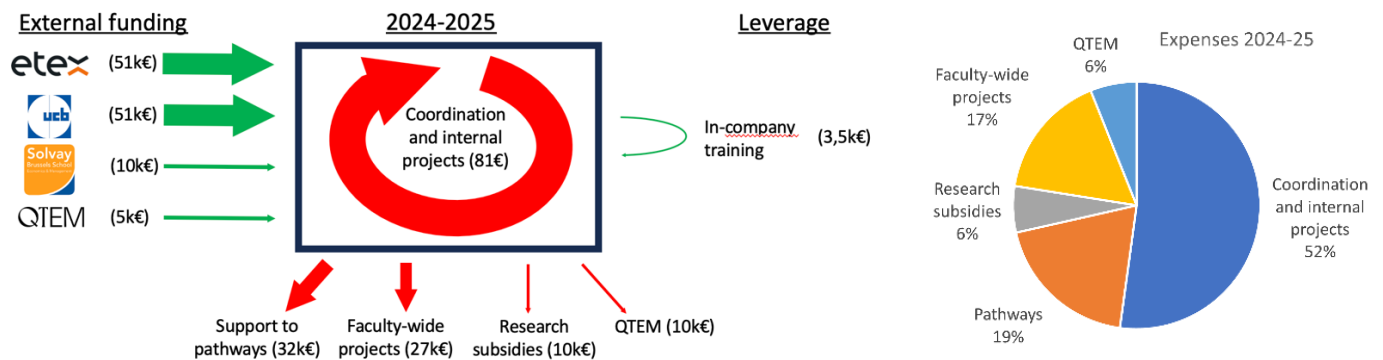 External funding
2024-2025
Leverage
etex (51k€)
ucb (51k€)
Solvay
Brussels School
(10k€)
QTEM (5k€)
Coordination
and internal
projects (81€)
In-company
training
(3,5k€)
Support to
pathways (32k€)
Faculty-wide
projects (27k€)
Research
subsidies (10k€)
QTEM (10k€)
Expenses 2024-25
QTEM
6%
Faculty-wide
projects
17%
Research
subsidies
6%
Pathways
19%
Coordination
and internal
projects
52%